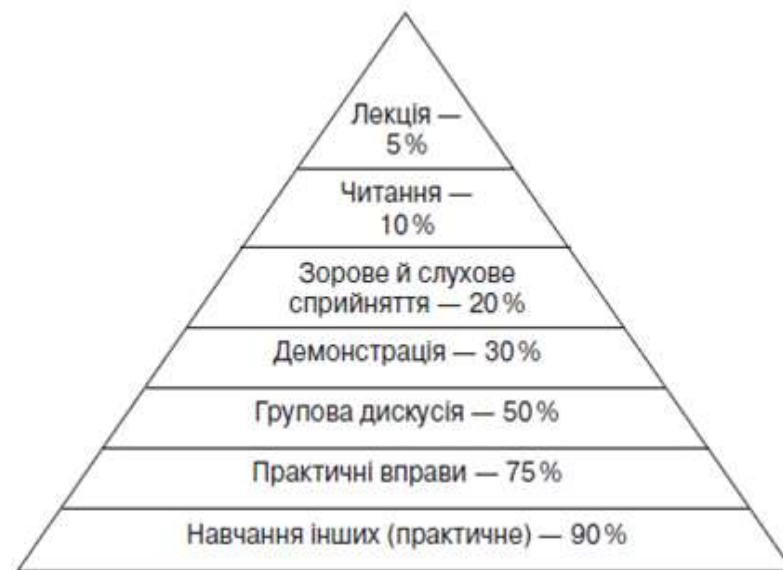 Лекція —
5 %
Читання —
10 %
Зорове й слухове
сприйняття — 20 %
Демонстрація — 30 %
Групова дискусія — 50 %
Практичні вправи — 75 %
Навчання інших (практичне) — 90 %